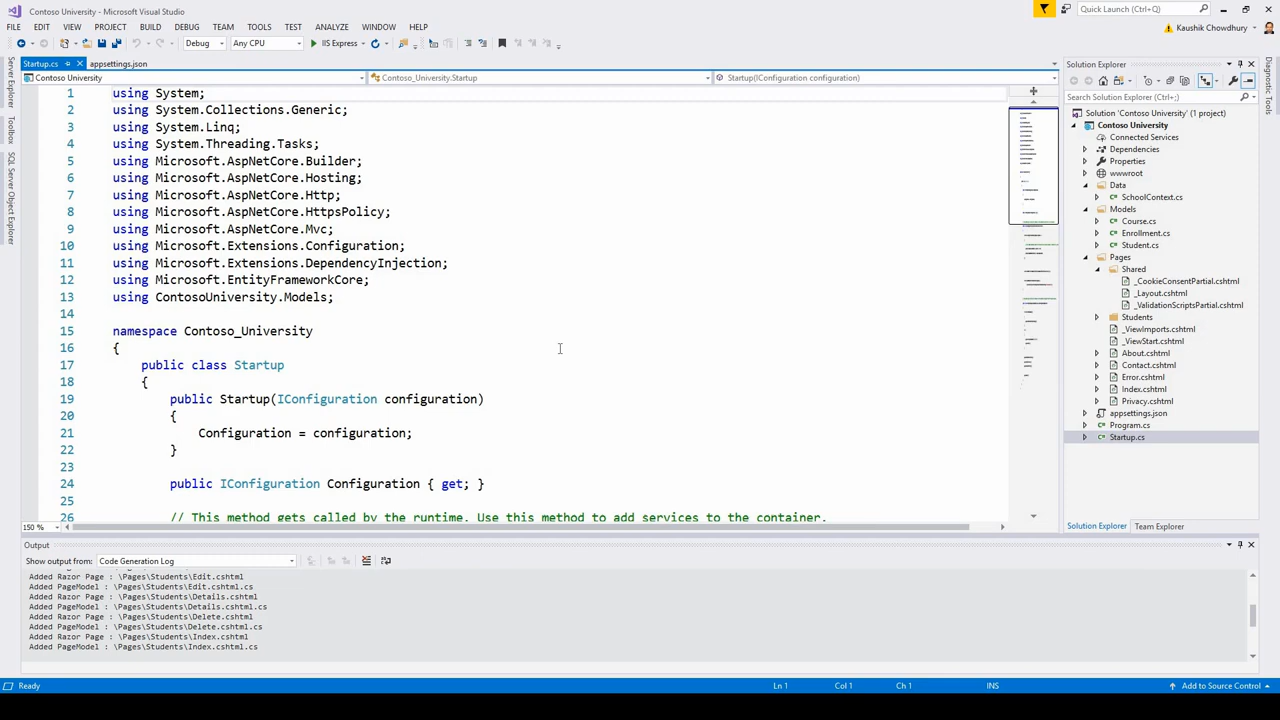 Contoso University - Microsoft Visual Studio
Quick Launch (Ctrl+Q)
FILE EDIT VIEW PROJECT BUILD DEBUG TEAM TOOLS TEST ANALYZE WINDOW HELP
Kaushik Chowdhury
Debug Any CPU IIS Express
Startup.cs appsettings.json
Contoso University Contoso_University.Startup Startup(IConfiguration configuration)
Server Explorer
Toolbox
SQL Server Object Explorer
1 using System;
2 using System.Collections.Generic;
3 using System.Linq;
4 using System.Threading.Tasks;
5 using Microsoft.AspNetCore.Builder;
6 using Microsoft.AspNetCore.Hosting;
7 using Microsoft.AspNetCore.Http;
8 using Microsoft.AspNetCore.HttpsPolicy;
9 using Microsoft.AspNetCore.Mvc;
10 using Microsoft.Extensions.Configuration;
11 using Microsoft.Extensions.DependencyInjection;
12 using Microsoft.EntityFrameworkCore;
13 using ContosoUniversity.Models;
14
15 namespace Contoso_University
16 {
17 public class Startup
18 {
19 public Startup(IConfiguration configuration)
20 {
21 Configuration = configuration;
22 }
23
24 public IConfiguration Configuration { get; }
25
26 // This method gets called by the runtime. Use this method to add services to the container.
150 %
Solution Explorer
Search Solution Explorer (Ctrl+;)
Solution 'Contoso University' (1 project)
Contoso University
Connected Services
Dependencies
Properties
wwwroot
Data
SchoolContext.cs
Models
Course.cs
Enrollment.cs
Student.cs
Pages
Shared
_CookieConsentPartial.cshtml
_Layout.cshtml
_ValidationScriptsPartial.cshtml
Students
_ViewImports.cshtml
_ViewStart.cshtml
About.cshtml
Contact.cshtml
Error.cshtml
Index.cshtml
Privacy.cshtml
appsettings.json
Program.cs
Startup.cs
Solution Explorer Team Explorer
Diagnostic Tools
Output
Show output from: Code Generation Log
Added Razor Page : \Pages\Students\Edit.cshtml
Added PageModel : \Pages\Students\Edit.cshtml.cs
Added Razor Page : \Pages\Students\Details.cshtml
Added PageModel : \Pages\Students\Details.cshtml.cs
Added Razor Page : \Pages\Students\Delete.cshtml
Added PageModel : \Pages\Students\Delete.cshtml.cs
Added Razor Page : \Pages\Students\Index.cshtml
Added PageModel : \Pages\Students\Index.cshtml.cs
Ready Ln 1 Col 1 Ch 1 INS Add to Source Control